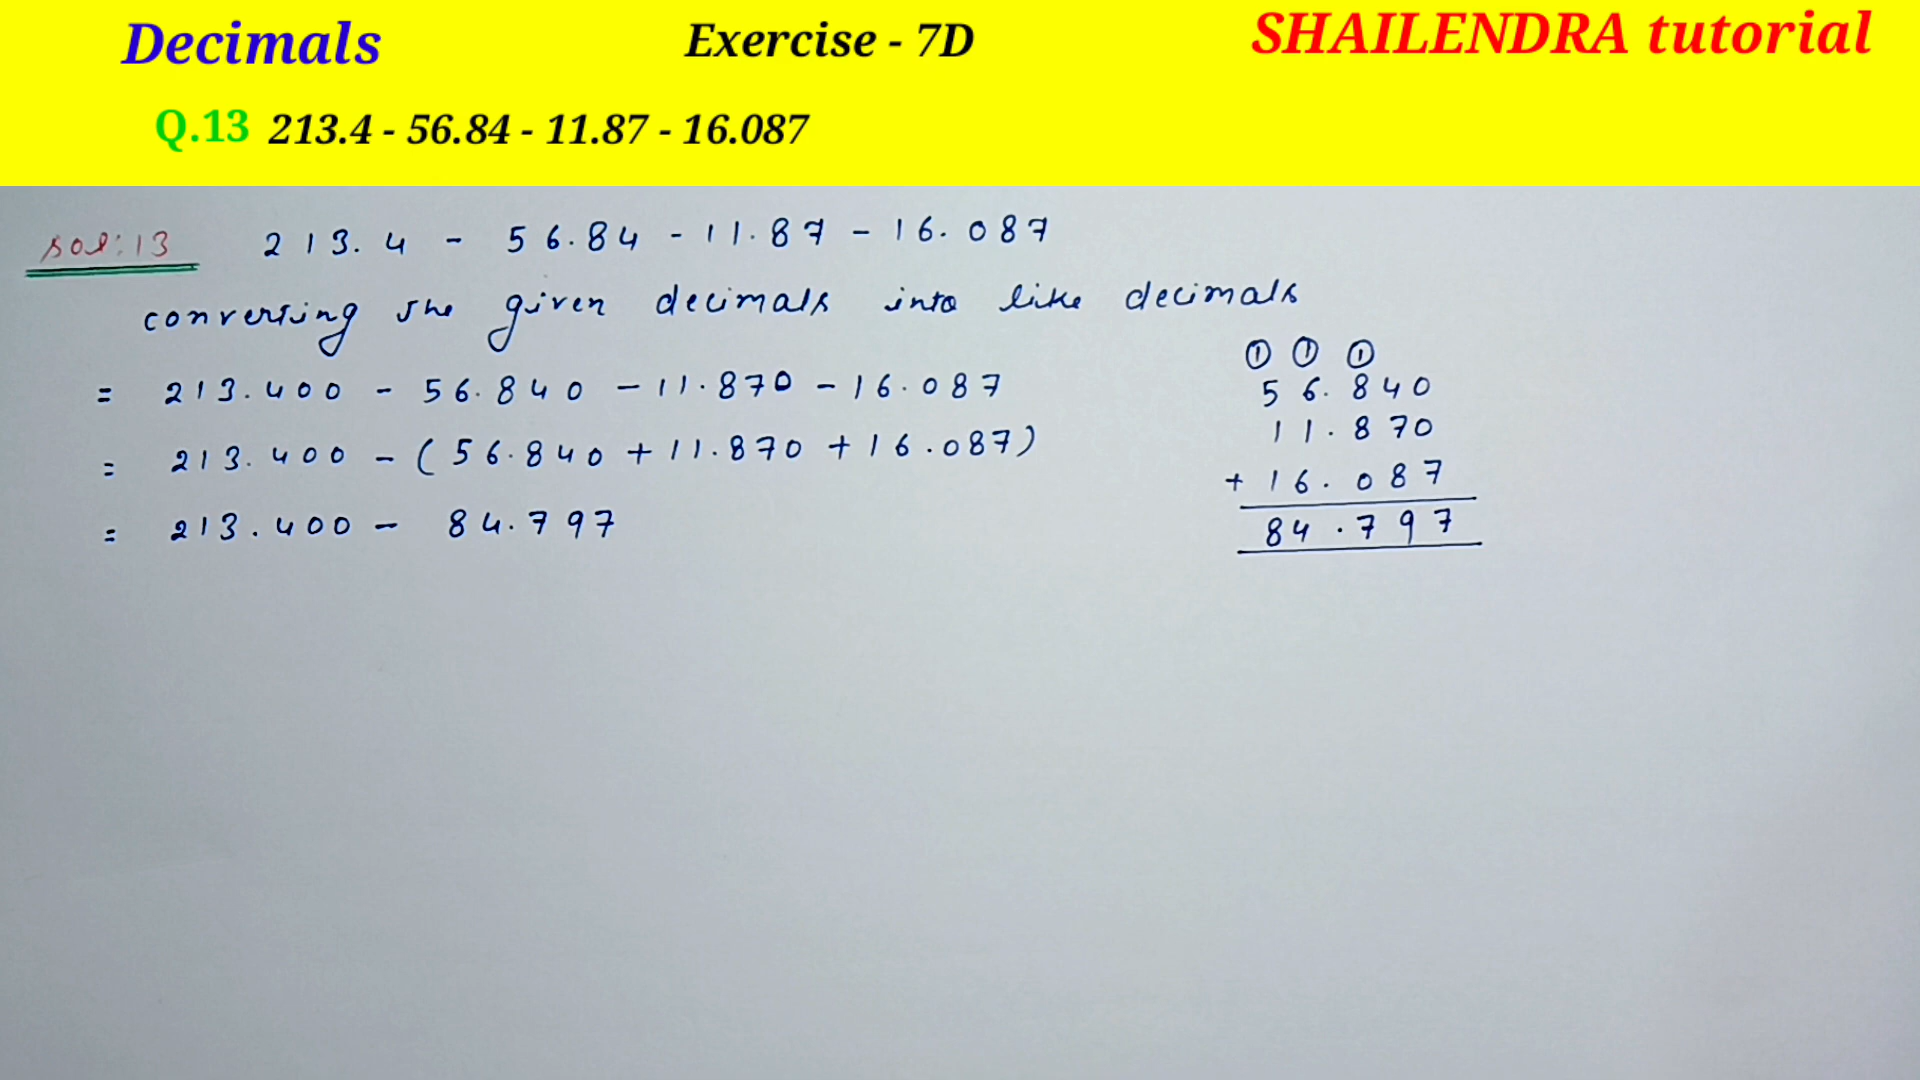 Decimals Exercise - 7D SHAILENDRA tutorial
Q.13 213.4 - 56.84 - 11.87 - 16.087
sol:13 213.4 - 56.84 - 11.87 - 16.087
converting the given decimals into like decimals
= 213.400 - 56.840 - 11.870 - 16.087
= 213.400 - (56.840 + 11.870 + 16.087)
= 213.400 - 84.797
1 1 1
56.840
11.870
+ 16.087
84.797